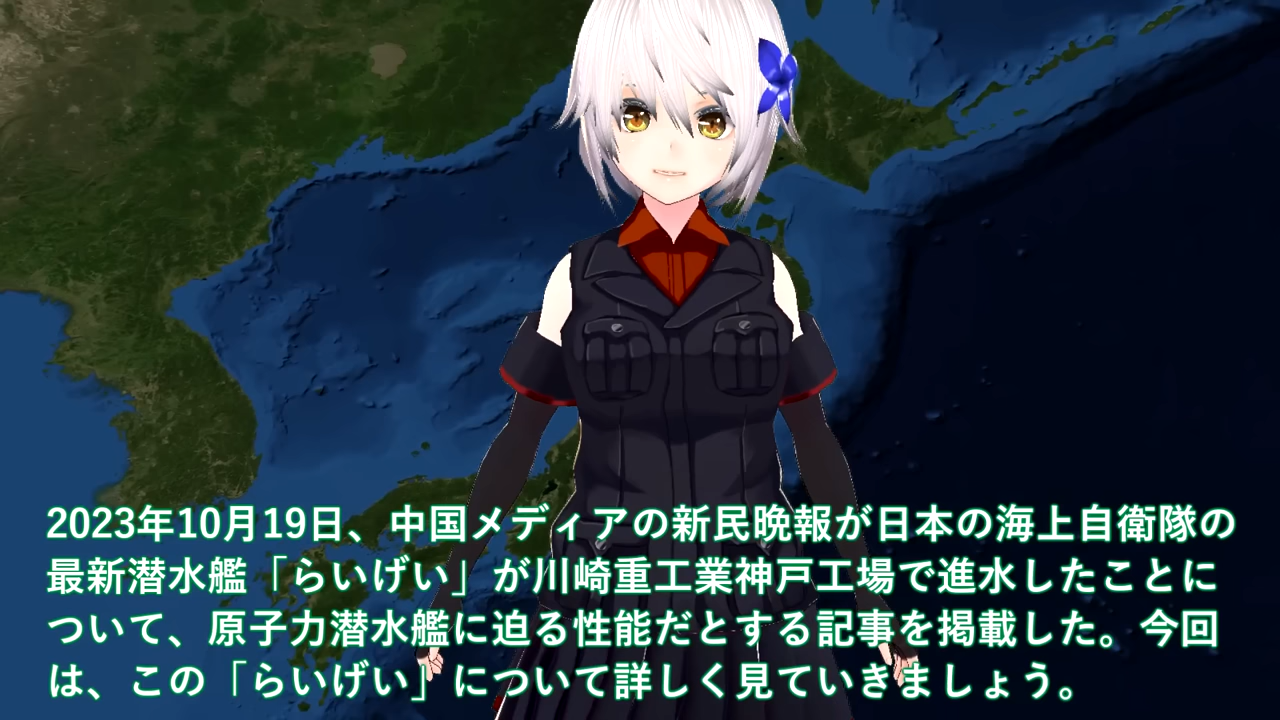 2023年10月19日、中国メディアの新民晩報が日本の海上自衛隊の
最新潜水艦「らいげい」が川崎重工業神戸工場で進水したことに
ついて、原子力潜水艦に迫る性能だとする記事を掲載した。今回
は、この「らいげい」について詳しく見ていきましょう。